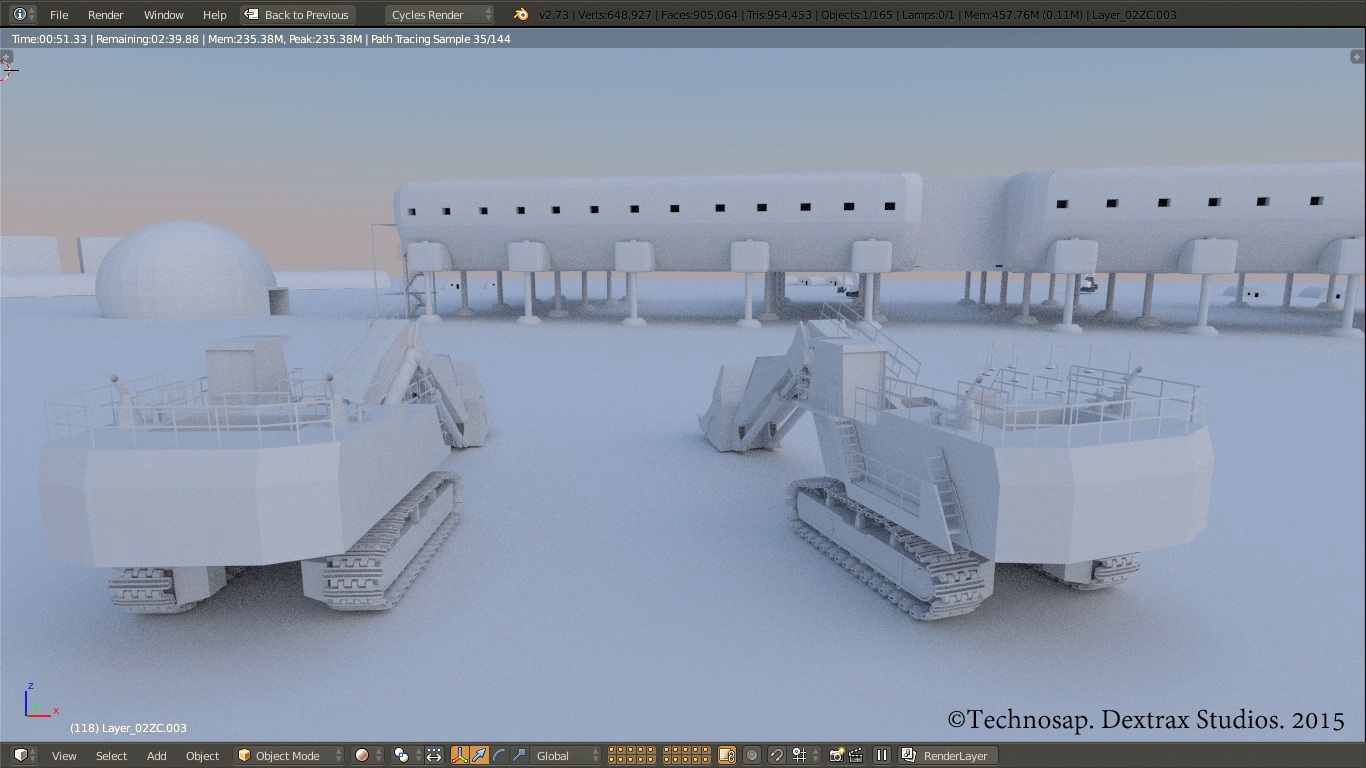 File Render Window Help Back to Previous Cycles Render v2.73 | Verts:648,927 | Faces:905,064 | Tris:954,453 | Objects:1/165 | Lamps:0/1 | Mem:457.76M (0.11M) | Layer_02ZC.003
Time:00:51.33 | Remaining:02:39.88 | Mem:235.38M, Peak:235.38M | Path Tracing Sample 35/144
z
x
(118) Layer_02ZC.003
©Technosap. Dextrax Studios. 2015
View Select Add Object Object Mode Global RenderLayer